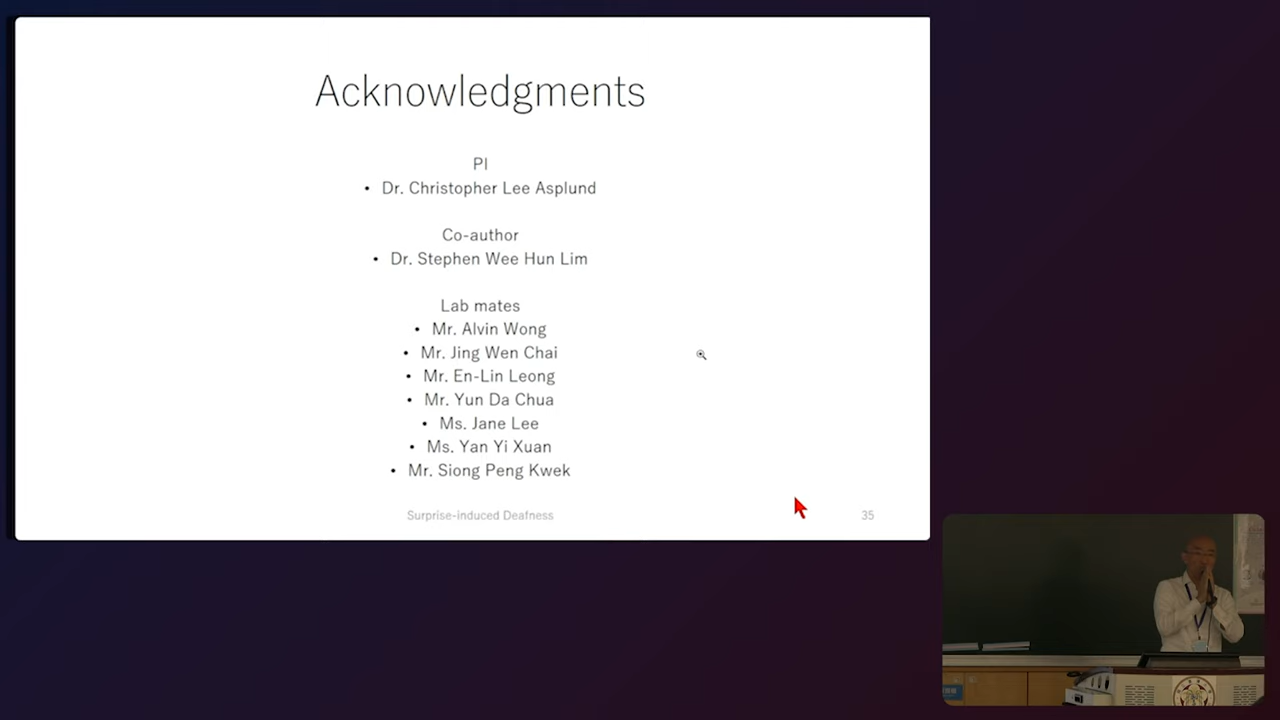 Acknowledgments
PI
• Dr. Christopher Lee Asplund
Co-author
• Dr. Stephen Wee Hun Lim
Lab mates
• Mr. Alvin Wong
• Mr. Jing Wen Chai
• Mr. En-Lin Leong
• Mr. Yun Da Chua
• Ms. Jane Lee
• Ms. Yan Yi Xuan
• Mr. Siong Peng Kwek
Surprise-induced Deafness
35